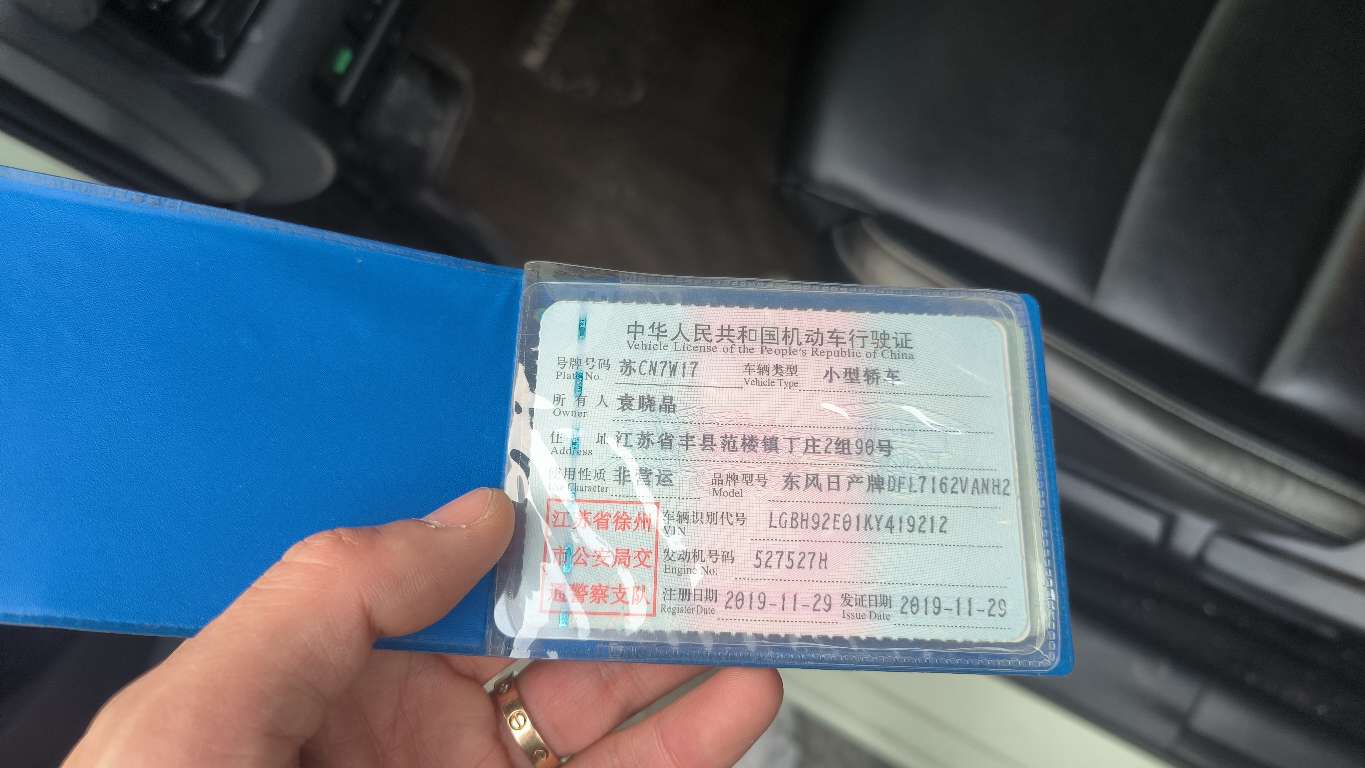 中华人民共和国机动车行驶证
Vehicle License of the People's Republic of China
号牌号码 苏CN7W17 车辆类型 小型轿车
Plate No. Vehicle Type
所有人 袁晓晶
Owner
住址 江苏省丰县范楼镇丁庄2组90号
Address
使用性质 非营运 品牌型号 东风日产牌DFL7162VANH2
Use Character Model
江苏省徐州 车辆识别代号 LGBH92E01KY419212
VIN
市公安局交 发动机号码 527527H
Engine No.
通警察支队 注册日期 2019-11-29 发证日期 2019-11-29
Register Date Issue Date